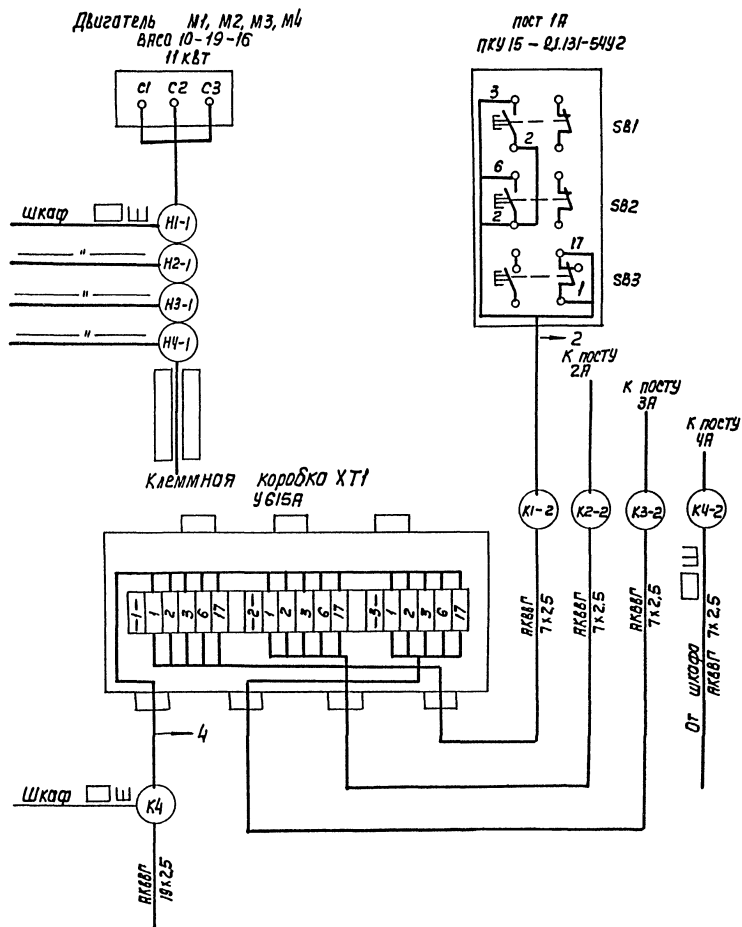 Двигатель М1, М2, М3, М4
ВАСО 10-19-16
11 кВт
С1 С2 С3
Шкаф Ш
Н1-1
— " —
Н2-1
— " —
Н3-1
— " —
Н4-1
пост 1А
ПКУ 15 - 21.131-54У2
3
2
SB1
6
2
SB2
17
1
SB3
2
К посту
2А
К посту
3А
К посту
4А
Клеммная коробка ХТ1
У615А
К1-2
К2-2
К3-2
К4-2
-1- 1 2 3 6 17 -2- 1 2 3 6 17 -3- 1 2 3 6 17
АКВВГ
7х2,5
АКВВГ
7х2,5
АКВВГ
7х2,5
От шкафа Ш
АКВВГ 7х2,5
4
Шкаф Ш
К4
АКВВГ
19х2,5